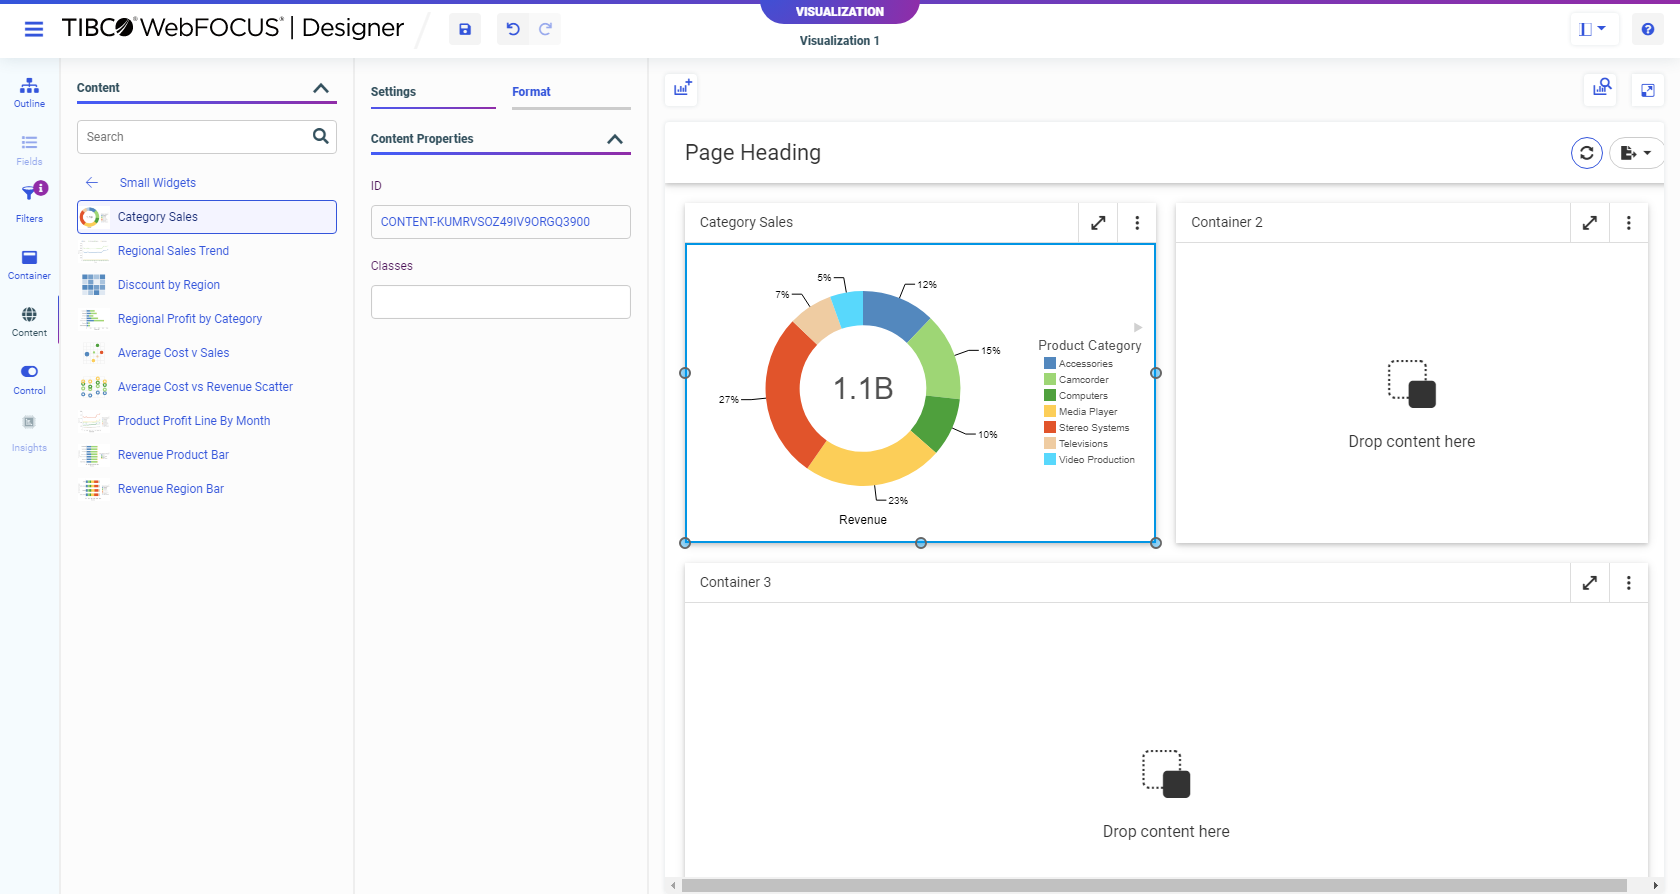 TIBCO® WebFOCUS® | Designer
VISUALIZATION
Visualization 1
Outline
Fields
Filters
Container
Content
Control
Insights
Content
Search
Small Widgets
Category Sales
Regional Sales Trend
Discount by Region
Regional Profit by Category
Average Cost v Sales
Average Cost vs Revenue Scatter
Product Profit Line By Month
Revenue Product Bar
Revenue Region Bar
Settings
Format
Content Properties
ID
CONTENT-KUMRVSOZ49IV9ORGQ3900
Classes
Page Heading
Category Sales
5%
12%
7%
15%
27%
1.1B
10%
23%
Revenue
Product Category
Accessories
Camcorder
Computers
Media Player
Stereo Systems
Televisions
Video Production
Container 2
Drop content here
Container 3
Drop content here